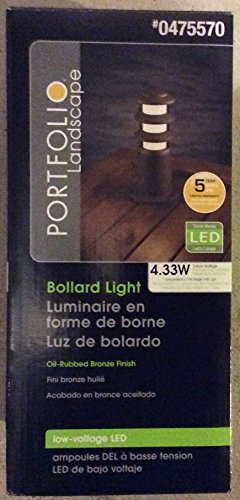 #0475570
PORTFOLIO
Landscape
5 YEAR
LED
4.33W
Bollard Light
Luminaire en
forme de borne
Luz de bolardo
Oil-Rubbed Bronze Finish
Fini bronze huilé
Acabado en bronce aceitado
low-voltage LED
ampoules DEL à basse tension
LED de bajo voltaje